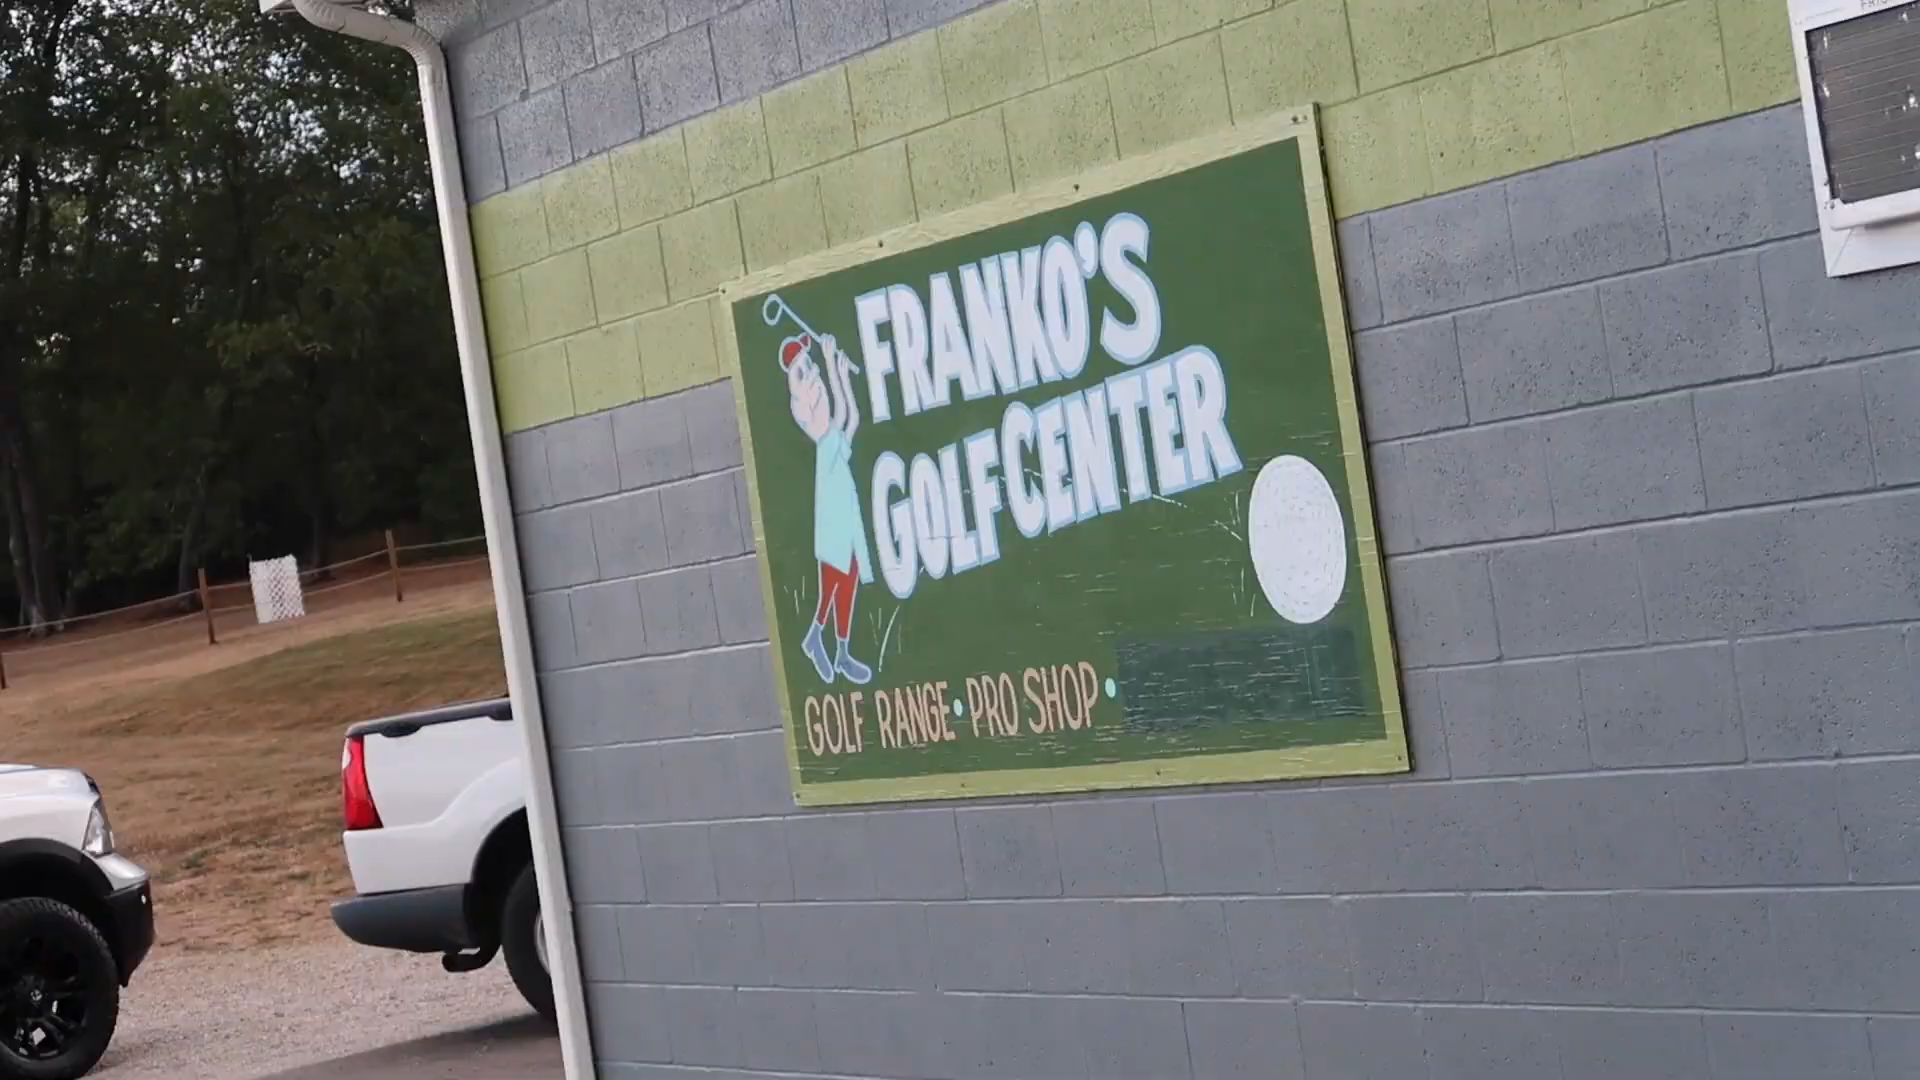 FRANKO'S
GOLF CENTER
GOLF RANGE • PRO SHOP •